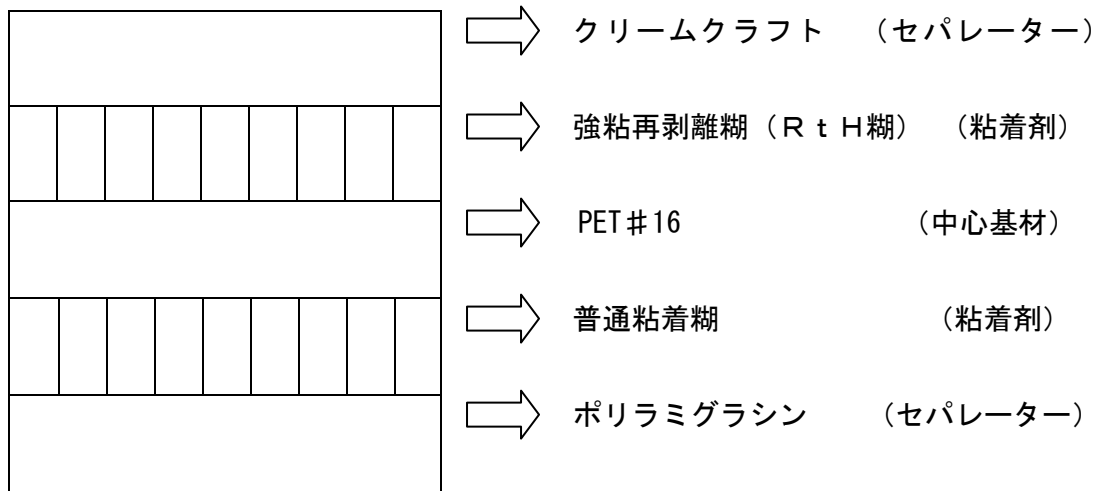 クリームクラフト　（セパレーター）
強粘再剥離糊（ＲｔＨ糊）　（粘着剤）
PET♯16　（中心基材）
普通粘着糊　（粘着剤）
ポリラミグラシン　（セパレーター）